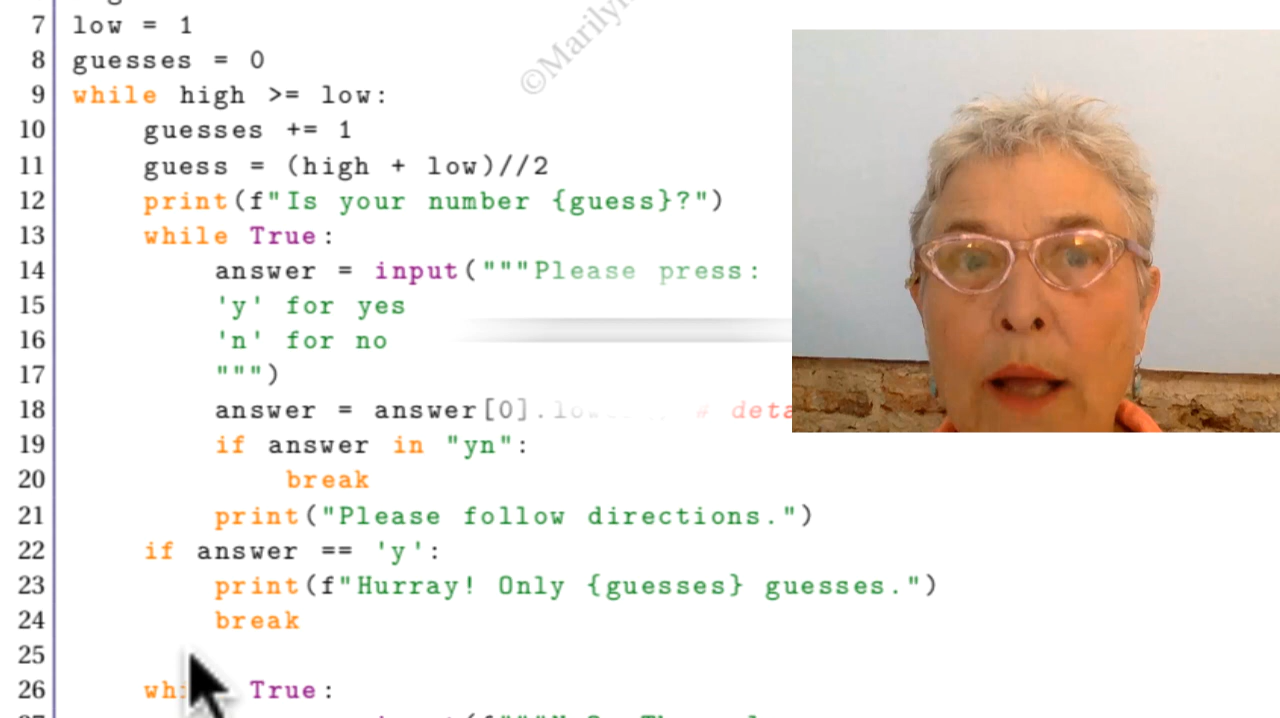 7 low = 1
8 guesses = 0
9 while high >= low:
10 guesses += 1
11 guess = (high + low)//2
12 print(f"Is your number {guess}?")
13 while True:
14 answer = input("""Please press:
15 'y' for yes
16 'n' for no
17 """)
18 answer = answer[0]. #
19 if answer in "yn":
20 break
21 print("Please follow directions.")
22 if answer == 'y':
23 print(f"Hurray! Only {guesses} guesses.")
24 break
25
26 True:
©Marilyn